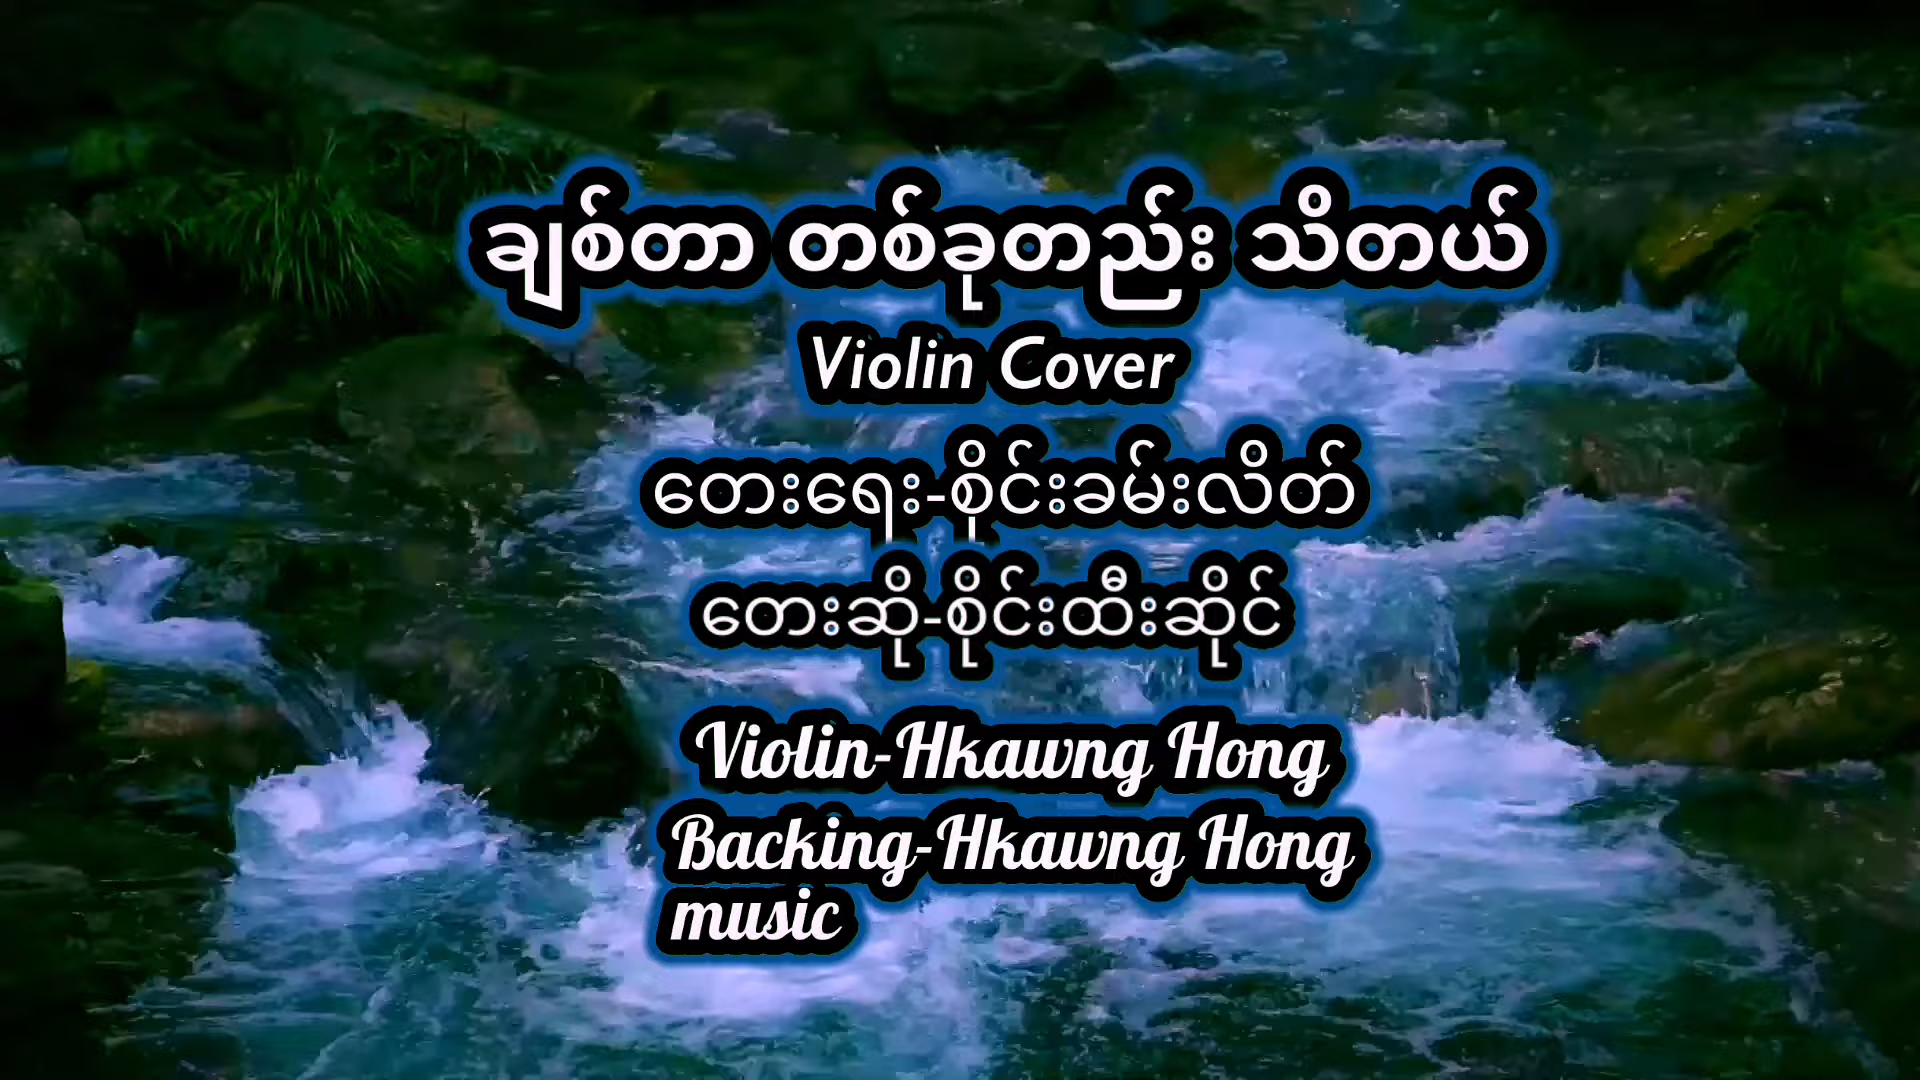 ချစ်တာ တစ်ခုတည်း သိတယ်
Violin Cover
တေးရေး-စိုင်းခမ်းလိတ်
တေးဆို-စိုင်းထီးဆိုင်
Violin-Hkawng Hong
Backing-Hkawng Hong
music